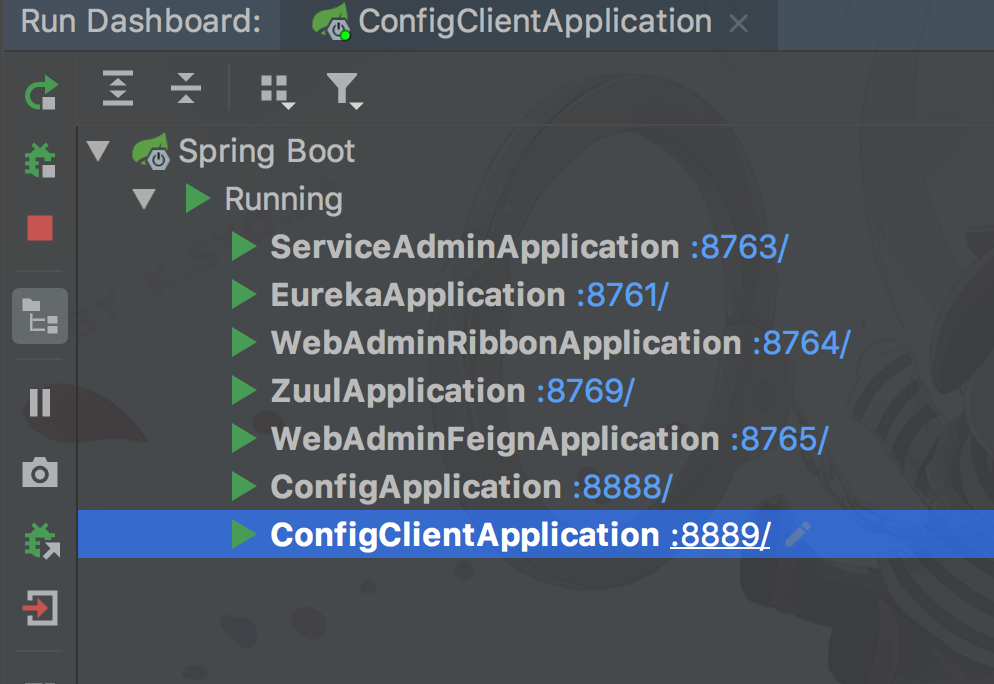 Run Dashboard: ConfigClientApplication
Spring Boot
Running
ServiceAdminApplication :8763/
EurekaApplication :8761/
WebAdminRibbonApplication :8764/
ZuulApplication :8769/
WebAdminFeignApplication :8765/
ConfigApplication :8888/
ConfigClientApplication :8889/